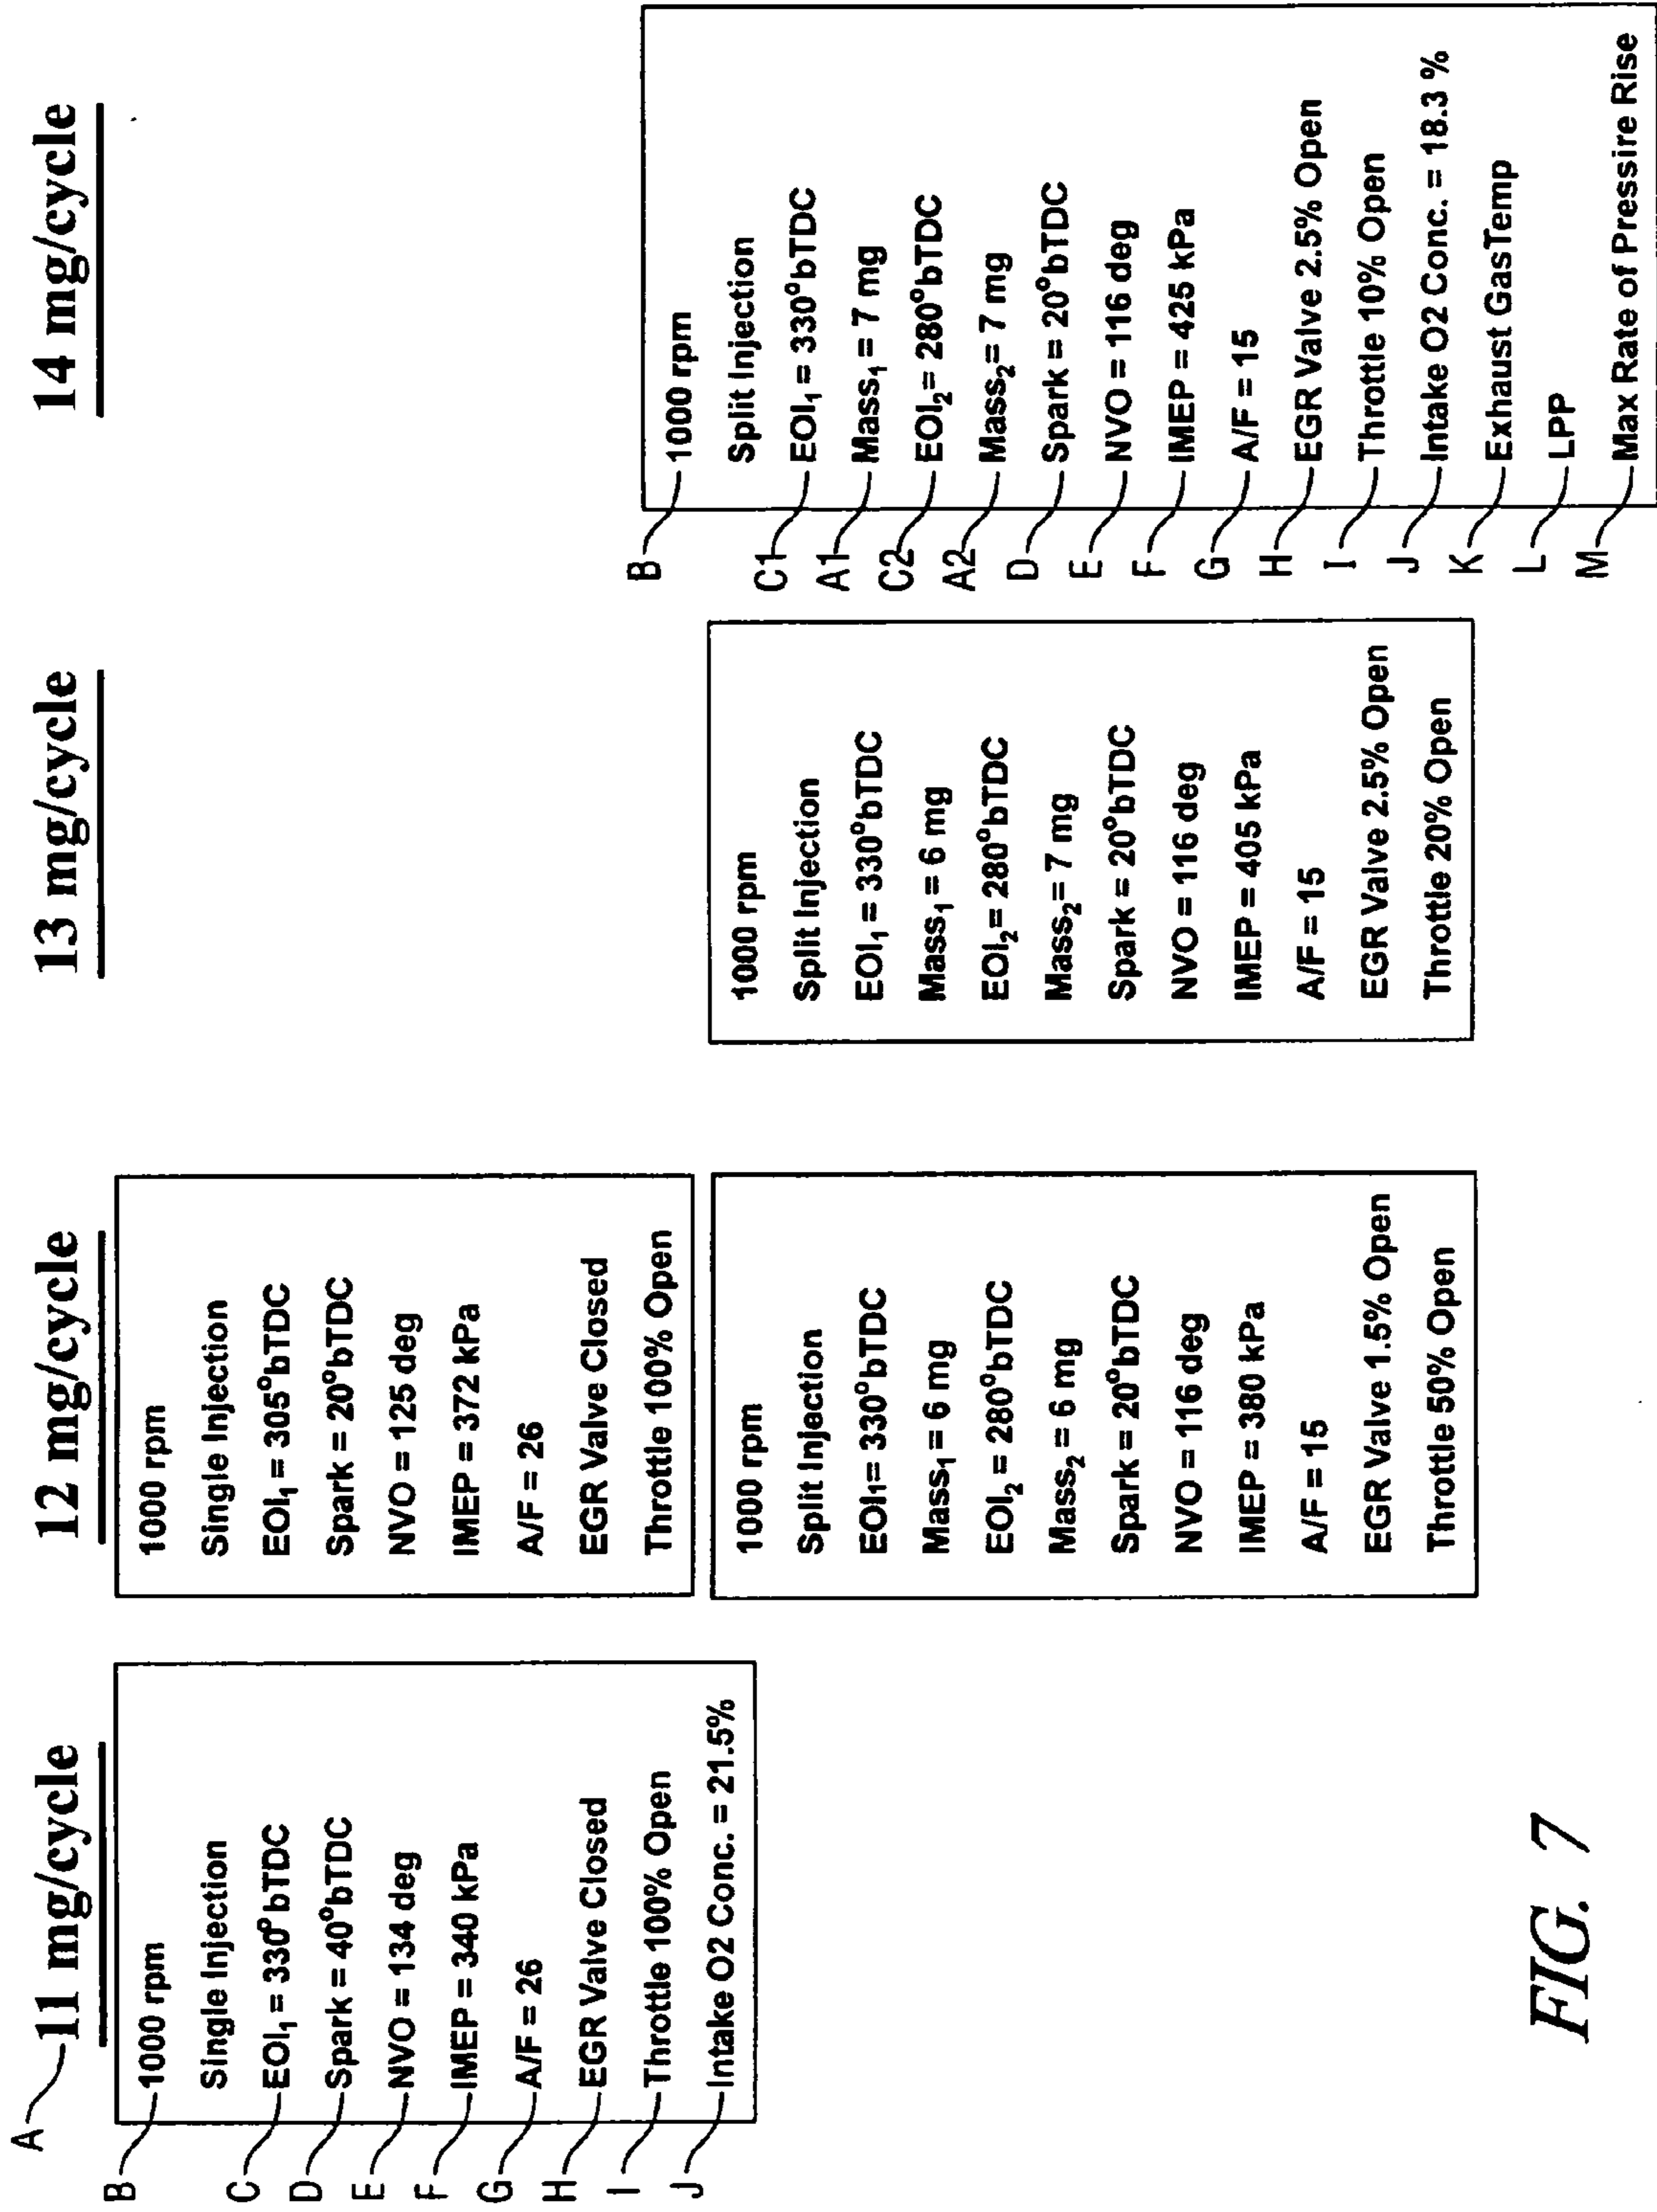 A
11 mg/cycle
B
1000 rpm
Single Injection
C
EOI₁ = 330°bTDC
D
Spark = 40°bTDC
E
NVO = 134 deg
F
IMEP = 340 kPa
G
A/F = 26
H
EGR Valve Closed
I
Throttle 100% Open
J
Intake O2 Conc. = 21.5%
12 mg/cycle
1000 rpm
Single Injection
EOI₁ = 305°bTDC
Spark = 20°bTDC
NVO = 125 deg
IMEP = 372 kPa
A/F = 26
EGR Valve Closed
Throttle 100% Open
1000 rpm
Split Injection
EOI₁= 330°bTDC
Mass₁ = 6 mg
EOI₂ = 280°bTDC
Mass₂ = 6 mg
Spark = 20°bTDC
NVO = 116 deg
IMEP = 380 kPa
A/F = 15
EGR Valve 1.5% Open
Throttle 50% Open
13 mg/cycle
1000 rpm
Split Injection
EOI₁ = 330°bTDC
Mass₁ = 6 mg
EOI₂= 280°bTDC
Mass₂= 7 mg
Spark = 20°bTDC
NVO = 116 deg
IMEP = 405 kPa
A/F = 15
EGR Valve 2.5% Open
Throttle 20% Open
14 mg/cycle
B
1000 rpm
Split Injection
C1
EOI₁ = 330°bTDC
A1
Mass₁ = 7 mg
C2
EOI₂= 280°bTDC
A2
Mass₂= 7 mg
D
Spark = 20°bTDC
E
NVO = 116 deg
F
IMEP = 425 kPa
G
A/F = 15
H
EGR Valve 2.5% Open
I
Throttle 10% Open
J
Intake O2 Conc. = 18.3 %
K
Exhaust GasTemp
L
LPP
M
Max Rate of Pressire Rise
FIG. 7